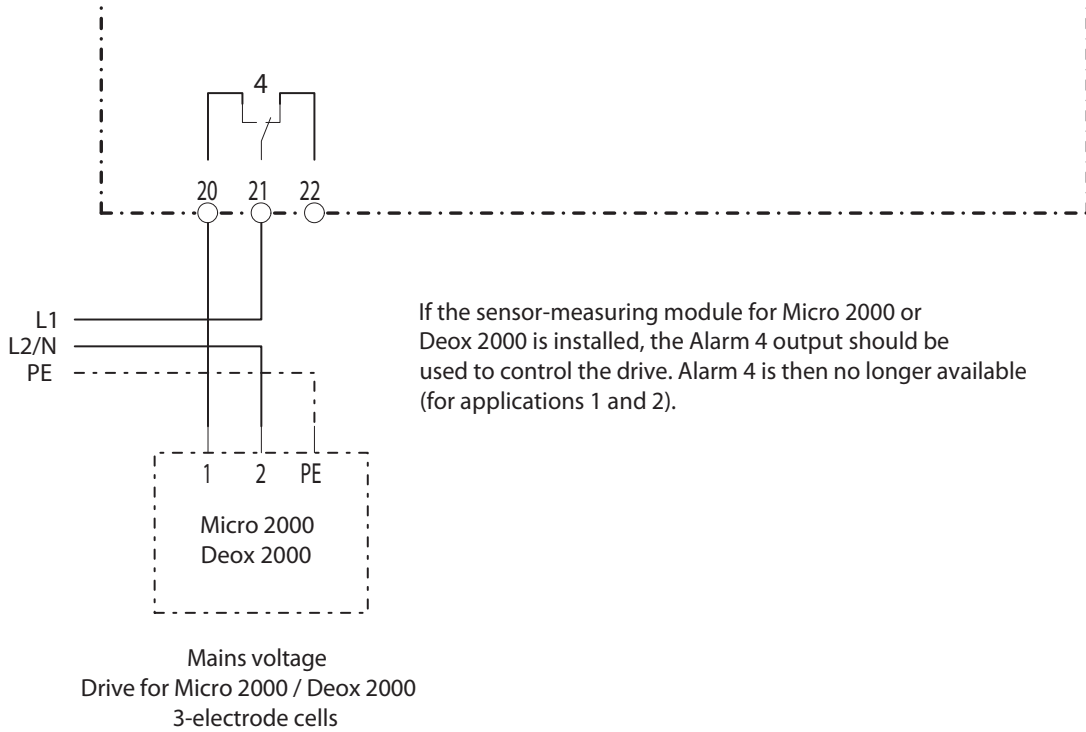 4
20 21 22
L1
L2/N
PE
If the sensor-measuring module for Micro 2000 or
Deox 2000 is installed, the Alarm 4 output should be
used to control the drive. Alarm 4 is then no longer available
(for applications 1 and 2).
1 2 PE
Micro 2000
Deox 2000
Mains voltage
Drive for Micro 2000 / Deox 2000
3-electrode cells